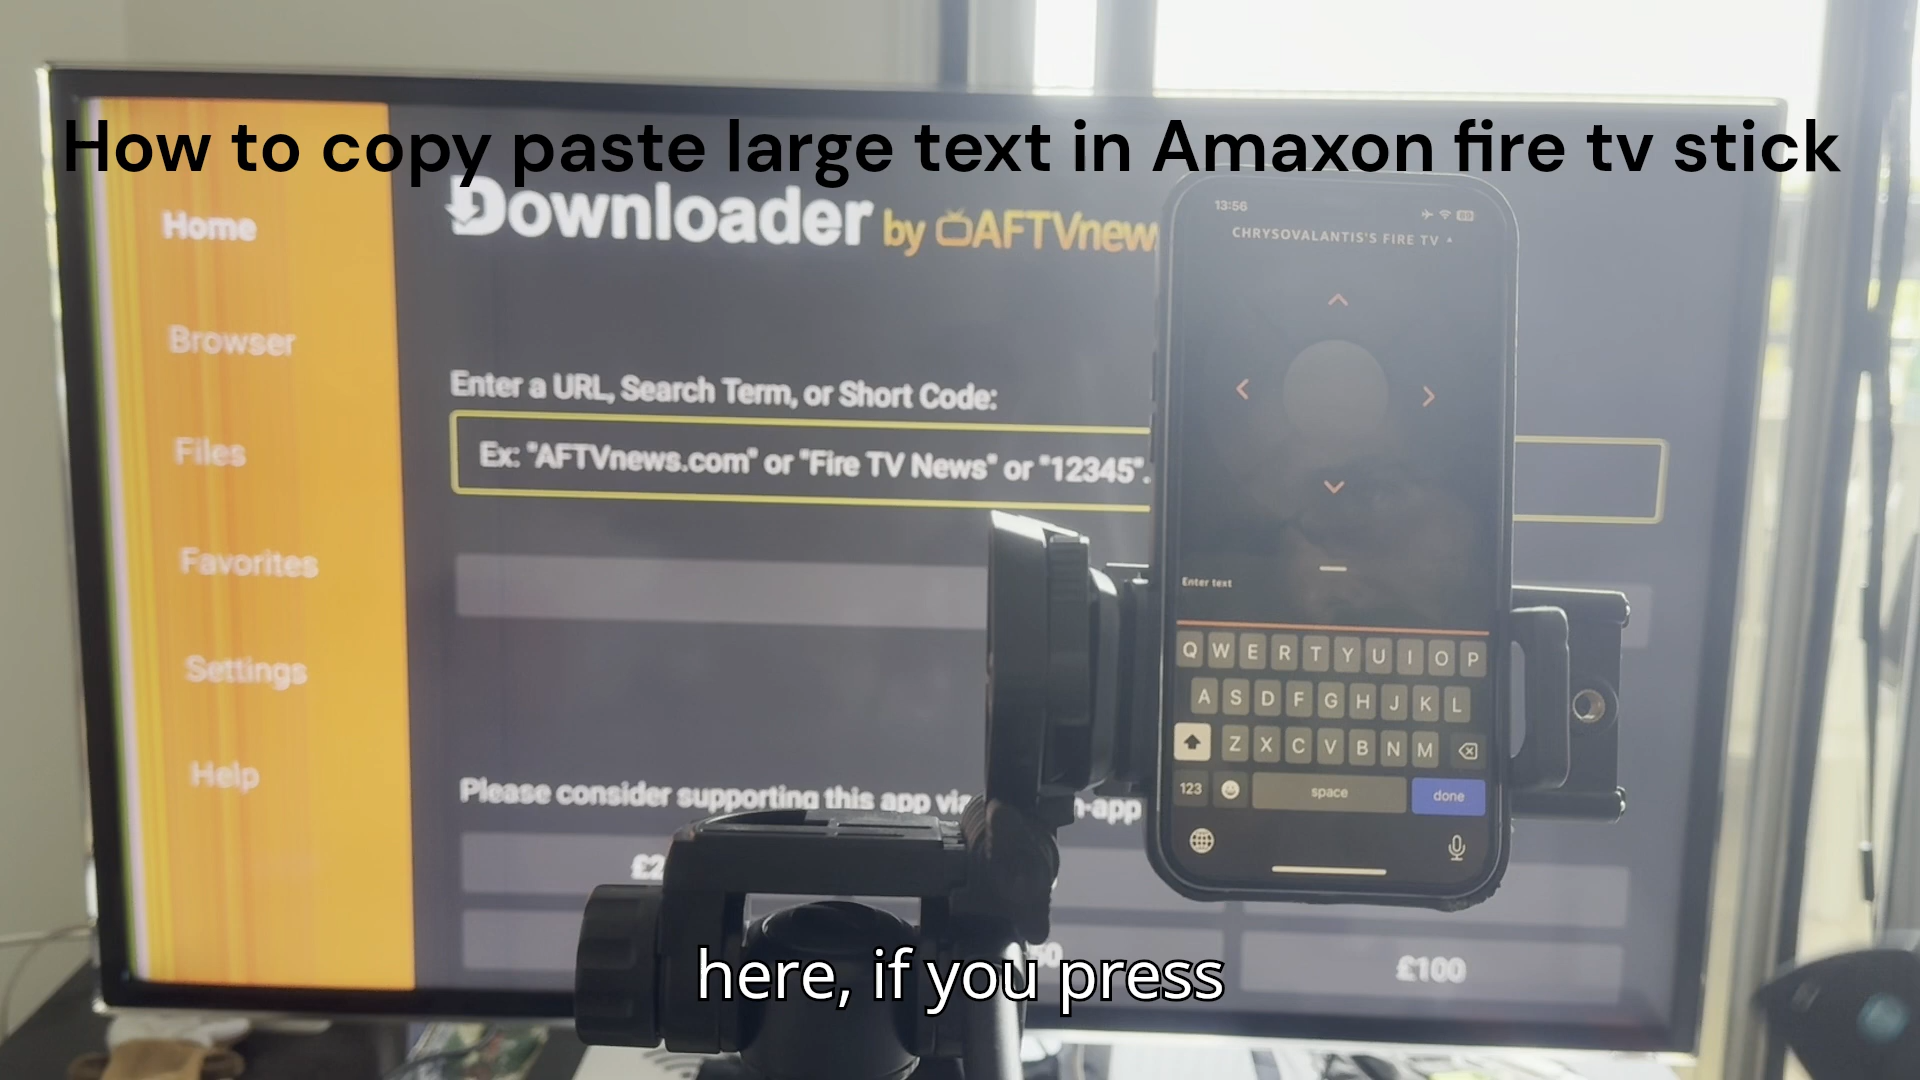 How to copy paste large text in Amaxon fire tv stick
Home
Browser
Files
Favorites
Settings
Help
Downloader by AFTVnew
Enter a URL, Search Term, or Short Code:
Ex: "AFTVnews.com" or "Fire TV News" or "12345".
Please consider supporting this app via
n-app
£2
50
£100
13:56
89
CHRYSOVALANTIS'S FIRE TV
Enter text
Q W E R T Y U I O P
A S D F G H J K L
Z X C V B N M
123 space done
here, if you press